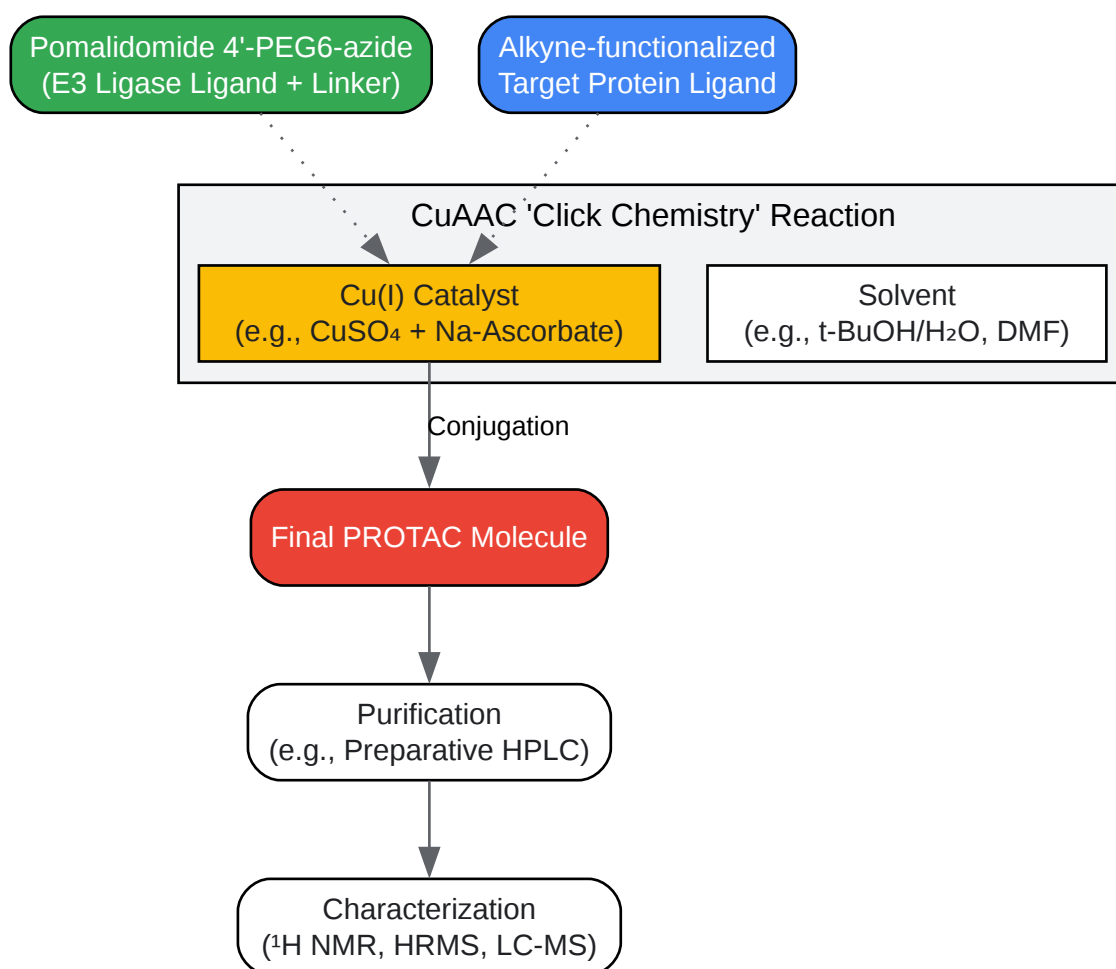 Pomalidomide 4'-PEG6-azide
(E3 Ligase Ligand + Linker)
Alkyne-functionalized
Target Protein Ligand
CuAAC 'Click Chemistry' Reaction
Cu(I) Catalyst
(e.g., CuSO₄ + Na-Ascorbate)
Solvent
(e.g., t-BuOH/H₂O, DMF)
Conjugation
Final PROTAC Molecule
Purification
(e.g., Preparative HPLC)
Characterization
(¹H NMR, HRMS, LC-MS)